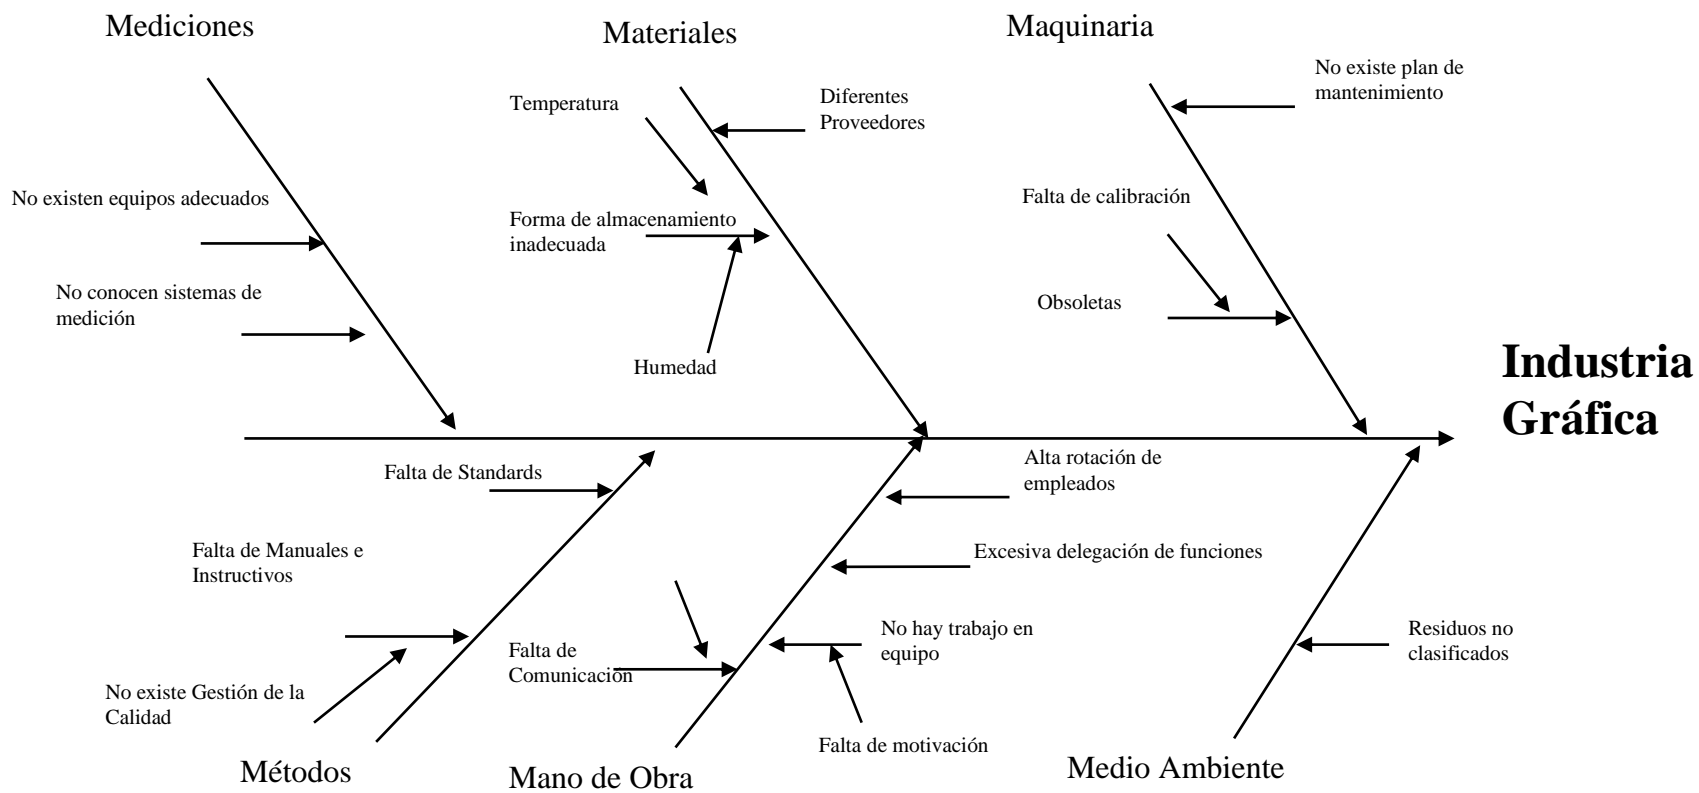 Mediciones
Materiales
Maquinaria
No existe plan de
mantenimiento
Temperatura
Diferentes
Proveedores
No existen equipos adecuados
Falta de calibración
Forma de almacenamiento
inadecuada
No conocen sistemas de
medición
Obsoletas
Humedad
Industria
Gráfica
Falta de Standards
Alta rotación de
empleados
Falta de Manuales e
Instructivos
Excesiva delegación de funciones
Falta de
Comunicación
No hay trabajo en
equipo
Residuos no
clasificados
No existe Gestión de la
Calidad
Falta de motivación
Métodos
Mano de Obra
Medio Ambiente